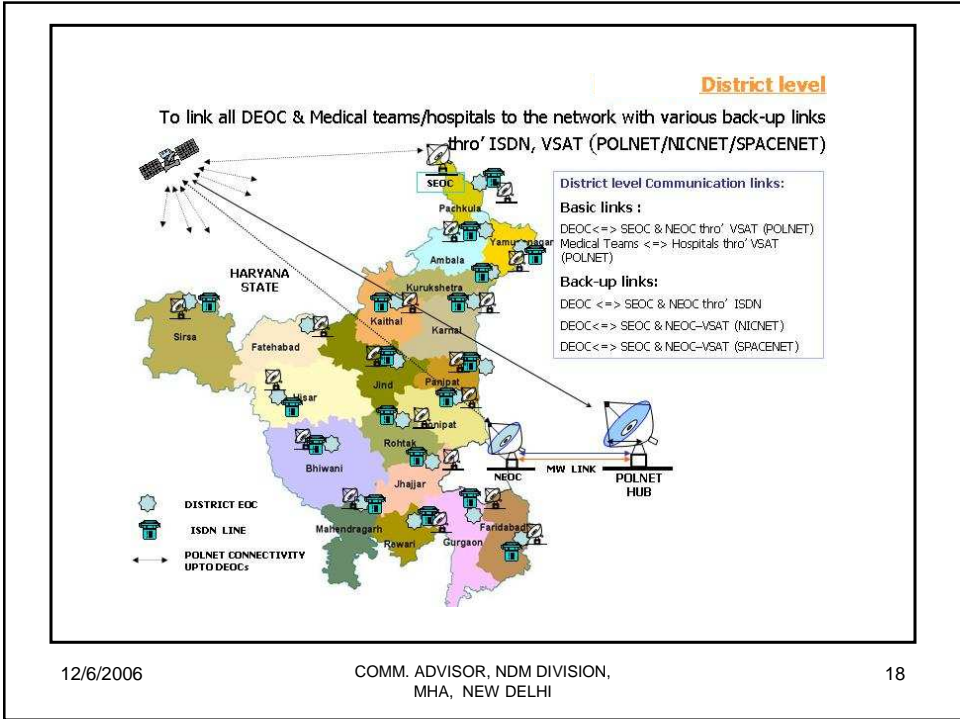 District level
To link all DEOC & Medical teams/hospitals to the network with various back-up links
thro' ISDN, VSAT (POLNET/NICNET/SPACENET)
SEOC
District level Communication links:
Basic links :
DEOC<=> SEOC & NEOC thro' VSAT (POLNET)
Medical Teams <=> Hospitals thro' VSAT
(POLNET)
Back-up links:
DEOC <=> SEOC & NEOC thro' ISDN
DEOC<=> SEOC & NEOC–VSAT (NICNET)
DEOC<=> SEOC & NEOC–VSAT (SPACENET)
Pachkula
Ambala
HARYANA
STATE
Kurukshetra
Kaithal
Karnal
Sirsa
Fatehabad
Jind
Panipat
Rohtak
Bhiwani
Jhajjar
NEOC
MW LINK
POLNET
HUB
DISTRICT EOC
ISDN LINE
POLNET CONNECTIVITY
UPTO DEOCs
Mahendragarh
Rewari
Gurgaon
Faridabad
12/6/2006
COMM. ADVISOR, NDM DIVISION,
MHA, NEW DELHI
18